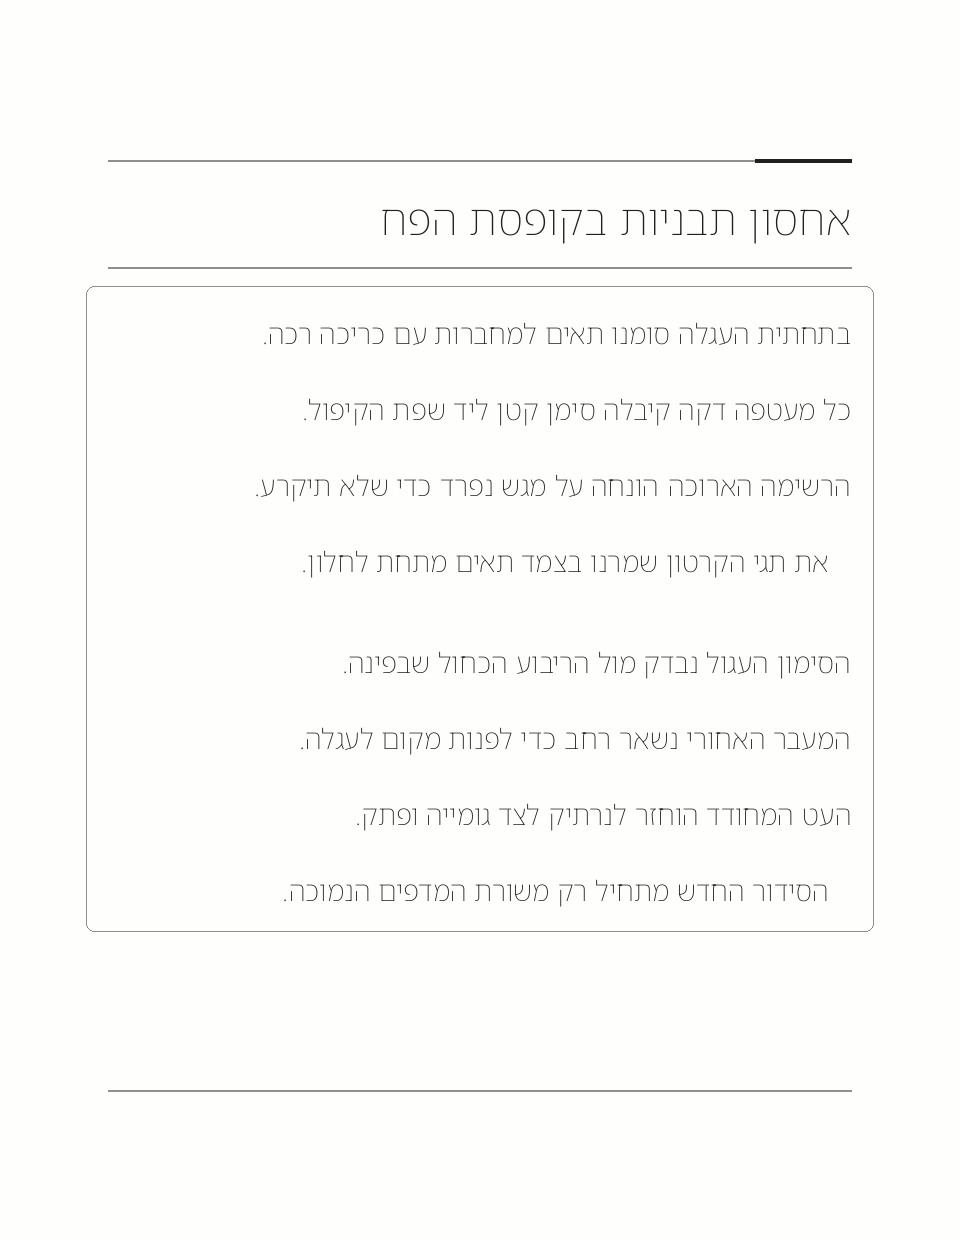 אחסון תבניות בקופסת הפח
בתחתית העגלה סומנו תאים למחברות עם כריכה רכה.
כל מעטפה דקה קיבלה סימן קטן ליד שפת הקיפול.
הרשימה הארוכה הונחה על מגש נפרד כדי שלא תיקרע.
את תגי הקרטון שמרנו בצמד תאים מתחת לחלון.
הסימון העגול נבדק מול הריבוע הכחול שבפינה.
המעבר האחורי נשאר רחב כדי לפנות מקום לעגלה.
העט המחודד הוחזר לנרתיק לצד גומייה ופתק.
הסידור החדש מתחיל רק משורת המדפים הנמוכה.